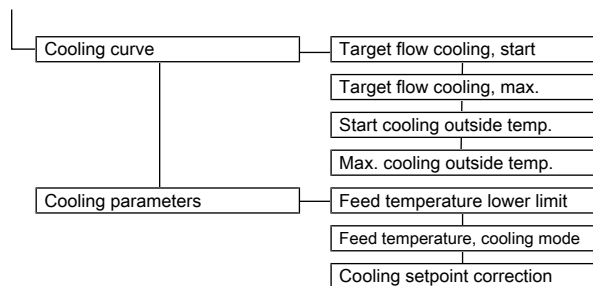 Cooling curve
Target flow cooling, start
Target flow cooling, max.
Start cooling outside temp.
Max. cooling outside temp.
Cooling parameters
Feed temperature lower limit
Feed temperature, cooling mode
Cooling setpoint correction